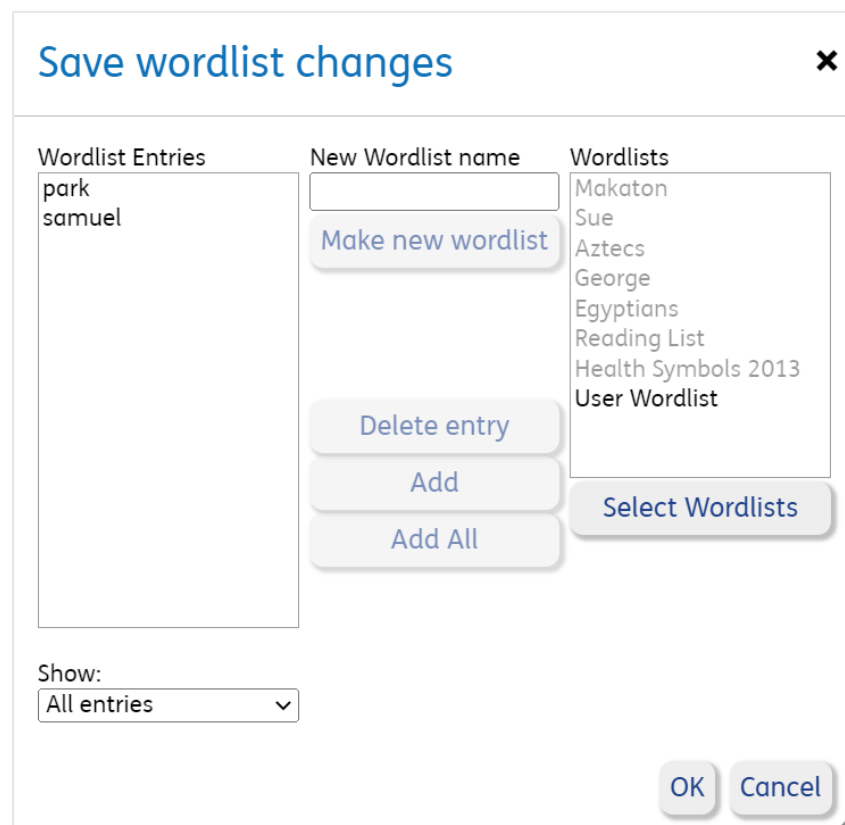 Save wordlist changes
Wordlist Entries
park
samuel
New Wordlist name
Make new wordlist
Delete entry
Add
Add All
Wordlists
Makaton
Sue
Aztecs
George
Egyptians
Reading List
Health Symbols 2013
User Wordlist
Select Wordlists
Show:
All entries
OK
Cancel